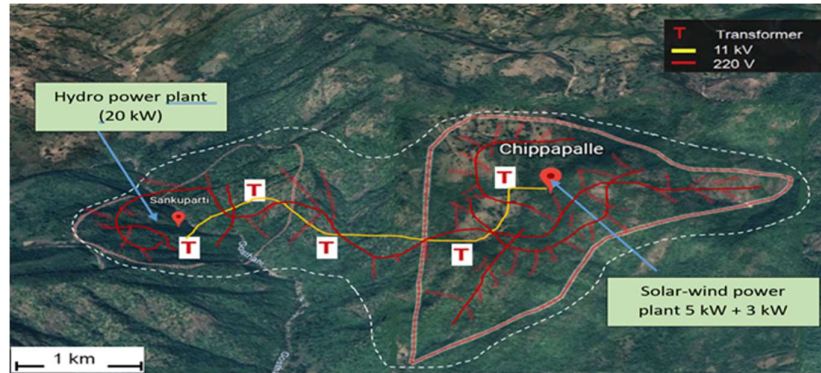 T Transformer
11 kV
220 V
Hydro power plant
(20 kW)
Chippapalle
T
T
Sankuparti
T
T
T
Solar-wind power
plant 5 kW + 3 kW
1 km